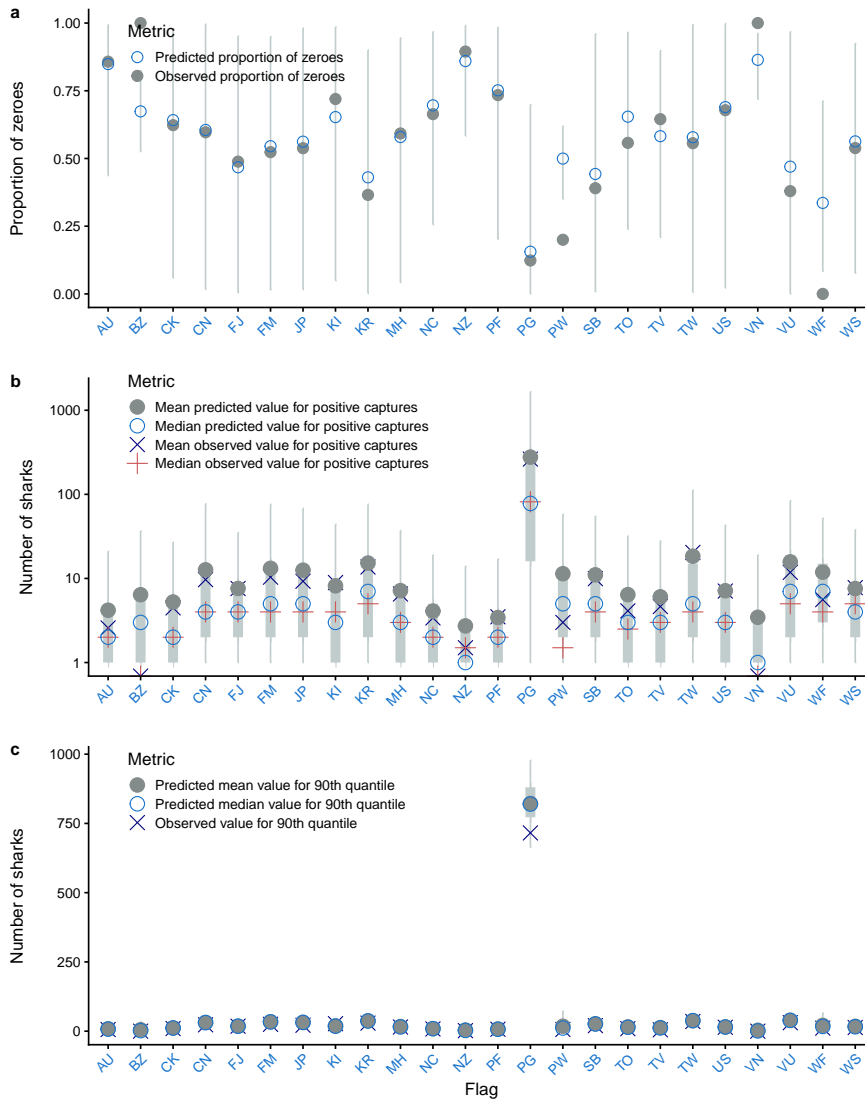 a
Metric
Predicted proportion of zeroes
Observed proportion of zeroes
Proportion of zeroes
1.00
0.75
0.50
0.25
0.00
AU BZ CK CN FJ FM JP KI KR MH NC NZ PF PG PW SB TO TV TW US VN VU WF WS
b
Metric
Mean predicted value for positive captures
Median predicted value for positive captures
Mean observed value for positive captures
Median observed value for positive captures
Number of sharks
1000
100
10
1
AU BZ CK CN FJ FM JP KI KR MH NC NZ PF PG PW SB TO TV TW US VN VU WF WS
c
Metric
Predicted mean value for 90th quantile
Predicted median value for 90th quantile
Observed value for 90th quantile
Number of sharks
1000
750
500
250
0
AU BZ CK CN FJ FM JP KI KR MH NC NZ PF PG PW SB TO TV TW US VN VU WF WS
Flag